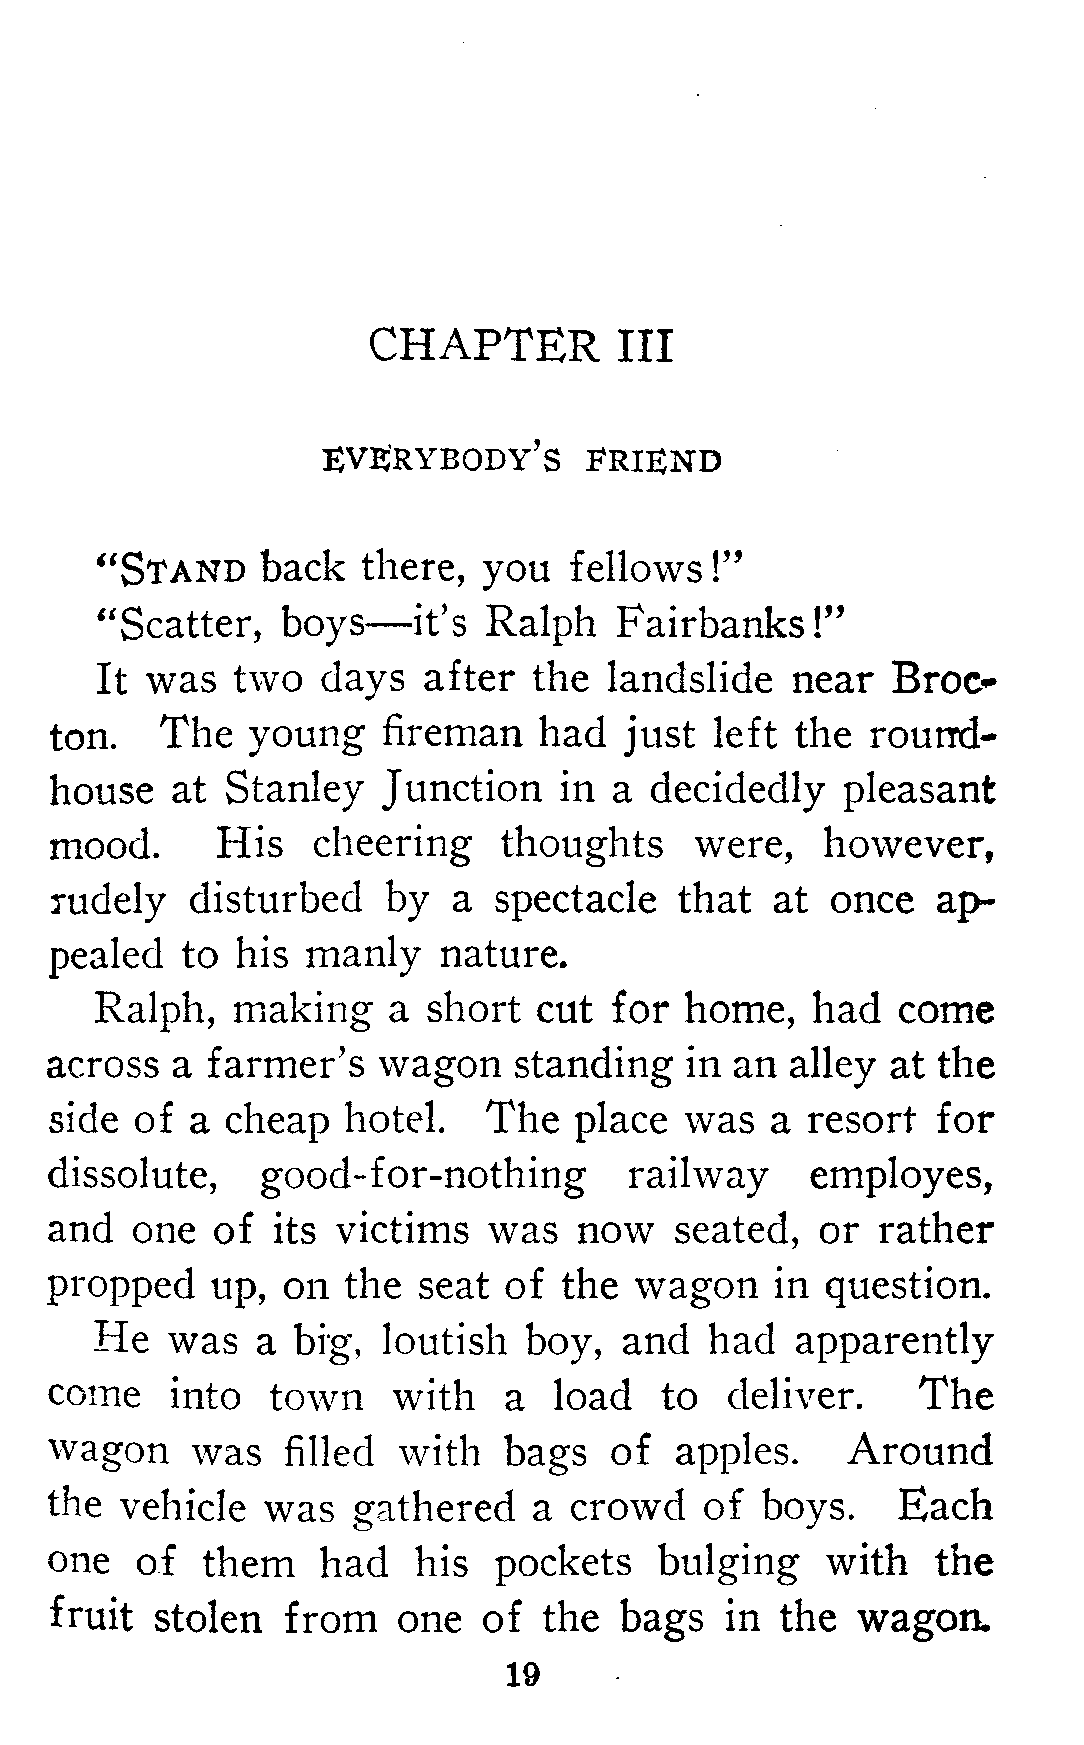 CHAPTER III
EVERYBODY'S FRIEND
"STAND back there, you fellows!"
"Scatter, boys—it's Ralph Fairbanks!"
It was two days after the landslide near Broc-
ton. The young fireman had just left the round-
house at Stanley Junction in a decidedly pleasant
mood. His cheering thoughts were, however,
rudely disturbed by a spectacle that at once ap-
pealed to his manly nature.
Ralph, making a short cut for home, had come
across a farmer's wagon standing in an alley at the
side of a cheap hotel. The place was a resort for
dissolute, good-for-nothing railway employes,
and one of its victims was now seated, or rather
propped up, on the seat of the wagon in question.
He was a big, loutish boy, and had apparently
come into town with a load to deliver. The
wagon was filled with bags of apples. Around
the vehicle was gathered a crowd of boys. Each
one of them had his pockets bulging with the
fruit stolen from one of the bags in the wagon.
19